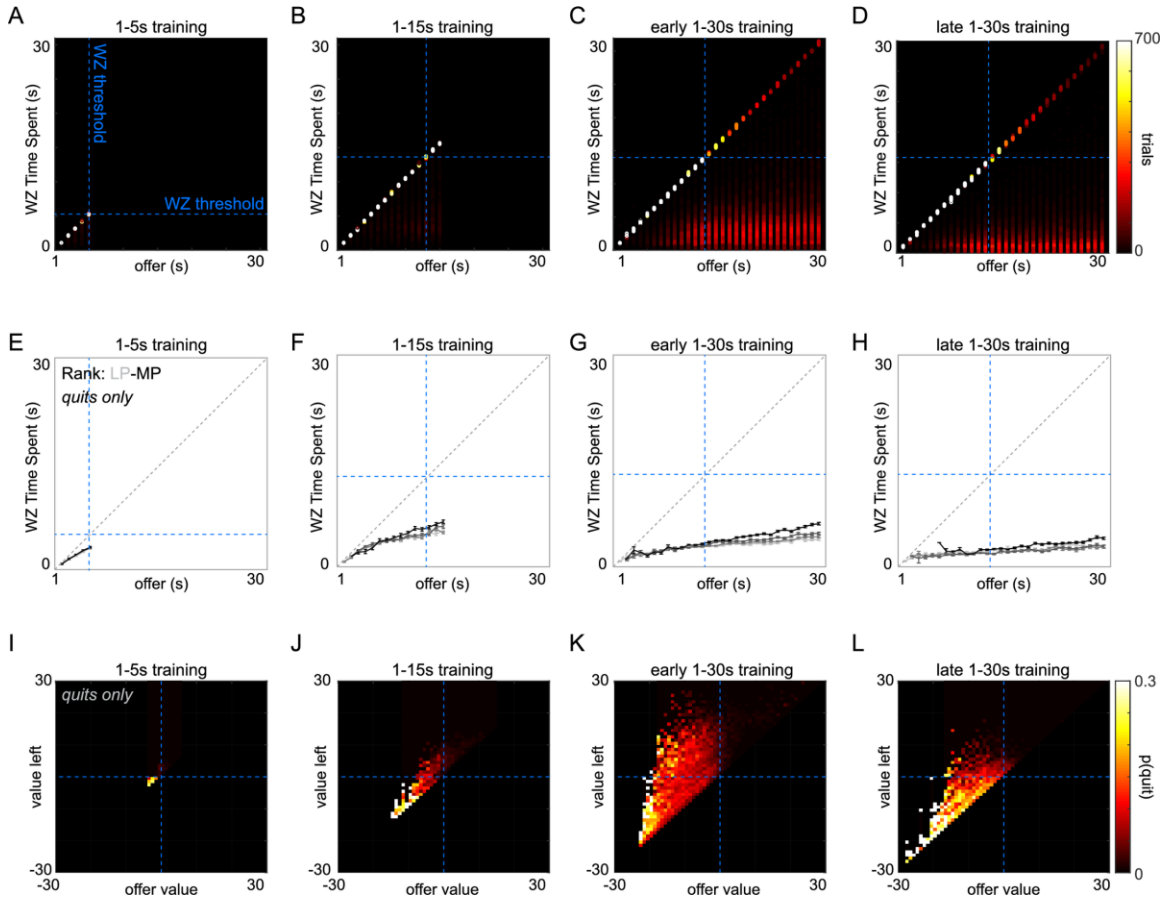 A
1-5s training
WZ Time Spent (s)
30
0
1
30
offer (s)
WZ threshold
WZ threshold
B
1-15s training
WZ Time Spent (s)
30
0
1
30
offer (s)
C
early 1-30s training
WZ Time Spent (s)
30
0
1
30
offer (s)
D
late 1-30s training
WZ Time Spent (s)
30
0
1
30
offer (s)
700
trials
0
E
1-5s training
WZ Time Spent (s)
30
Rank: LP-MP
quits only
0
1
30
offer (s)
F
1-15s training
WZ Time Spent (s)
30
0
1
30
offer (s)
G
early 1-30s training
WZ Time Spent (s)
30
0
1
30
offer (s)
H
late 1-30s training
WZ Time Spent (s)
30
0
1
30
offer (s)
I
1-5s training
value left
30
quits only
-30
-30
30
offer value
J
1-15s training
value left
30
-30
-30
30
offer value
K
early 1-30s training
value left
30
-30
-30
30
offer value
L
late 1-30s training
value left
30
-30
-30
30
offer value
0.3
p(quit)
0